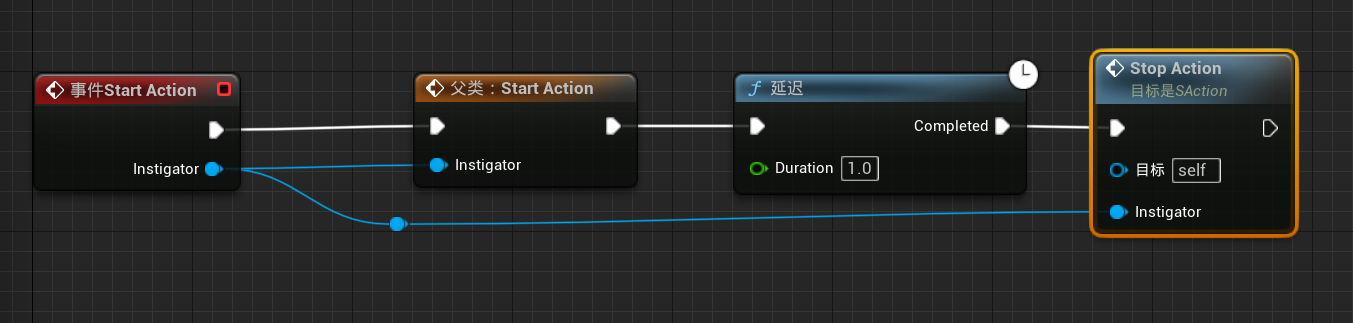 事件Start Action
Instigator
父类：Start Action
Instigator
延迟
Completed
Duration 1.0
Stop Action
目标是SAction
目标 self
Instigator